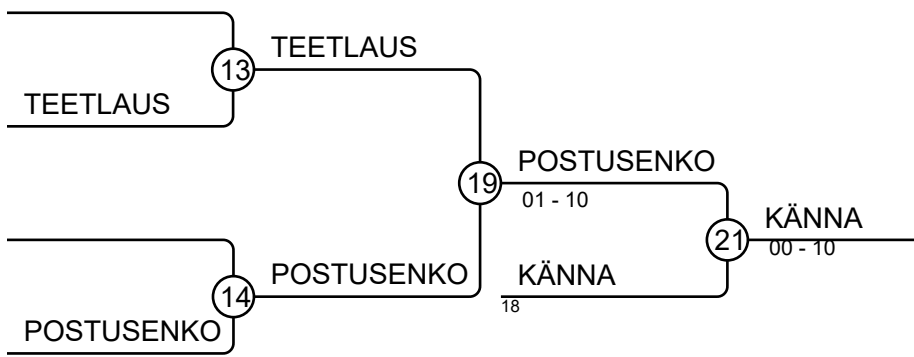 TEETLAUS
13
TEETLAUS
POSTUSENKO
19
01 - 10
KÄNNA
21
00 - 10
POSTUSENKO
14
KÄNNA
18
POSTUSENKO